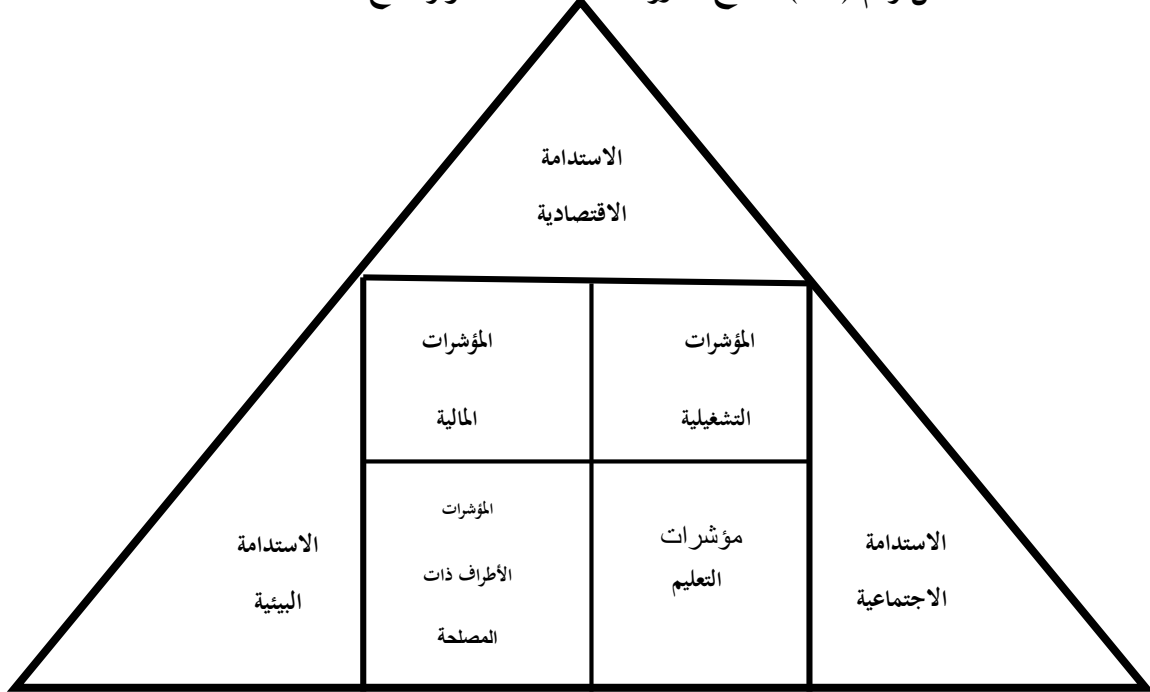 الاستدامة
الاقتصادية
المؤشرات
التشغيلية
المؤشرات
المالية
الاستدامة
الاجتماعية
مؤشرات
التعليم
المؤشرات
الأطراف ذات
المصلحة
الاستدامة
البيئية